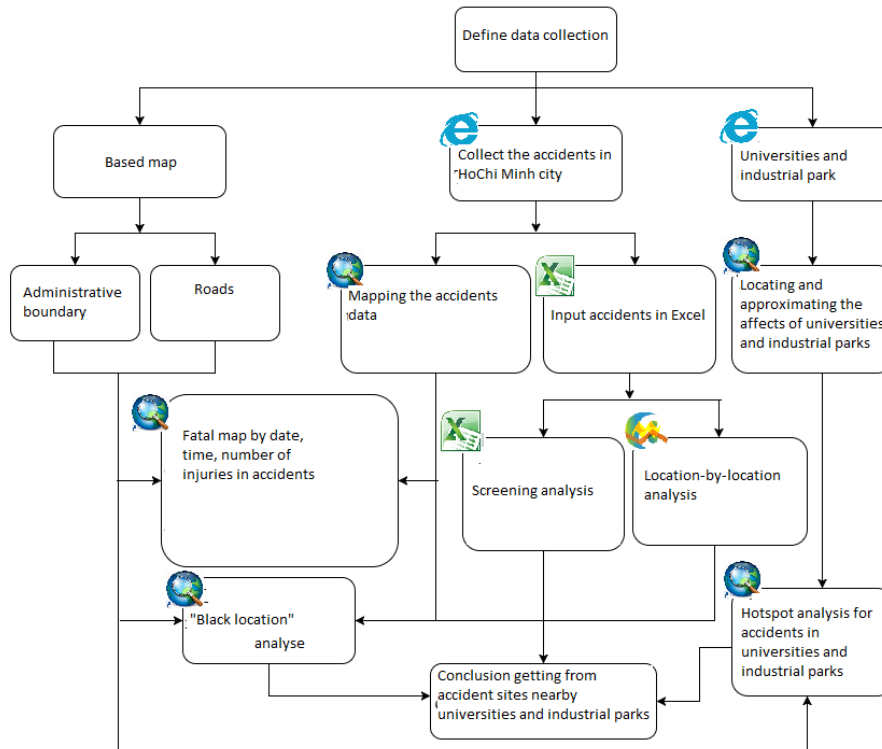 Define data collection
Based map
Collect the accidents in
HoChi Minh city
Universities and
industrial park
Administrative
boundary
Roads
Mapping the accidents
data
Input accidents in Excel
Locating and
approximating the
affects of universities
and industrial parks
Fatal map by date,
time, number of
injuries in accidents
Screening analysis
Location-by-location
analysis
"Black location"
analyse
Hotspot analysis for
accidents in
universities and
industrial parks
Conclusion getting from
accident sites nearby
universities and industrial parks